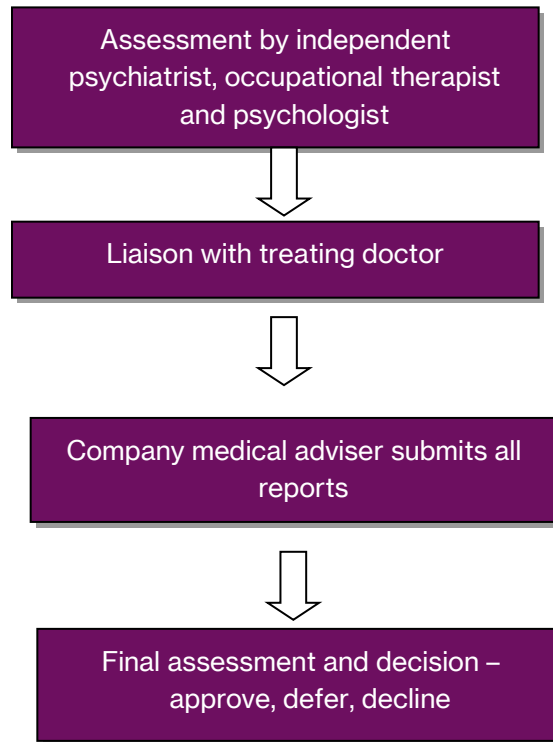 Assessment by independent
psychiatrist, occupational therapist
and psychologist
Liaison with treating doctor
Company medical adviser submits all
reports
Final assessment and decision –
approve, defer, decline